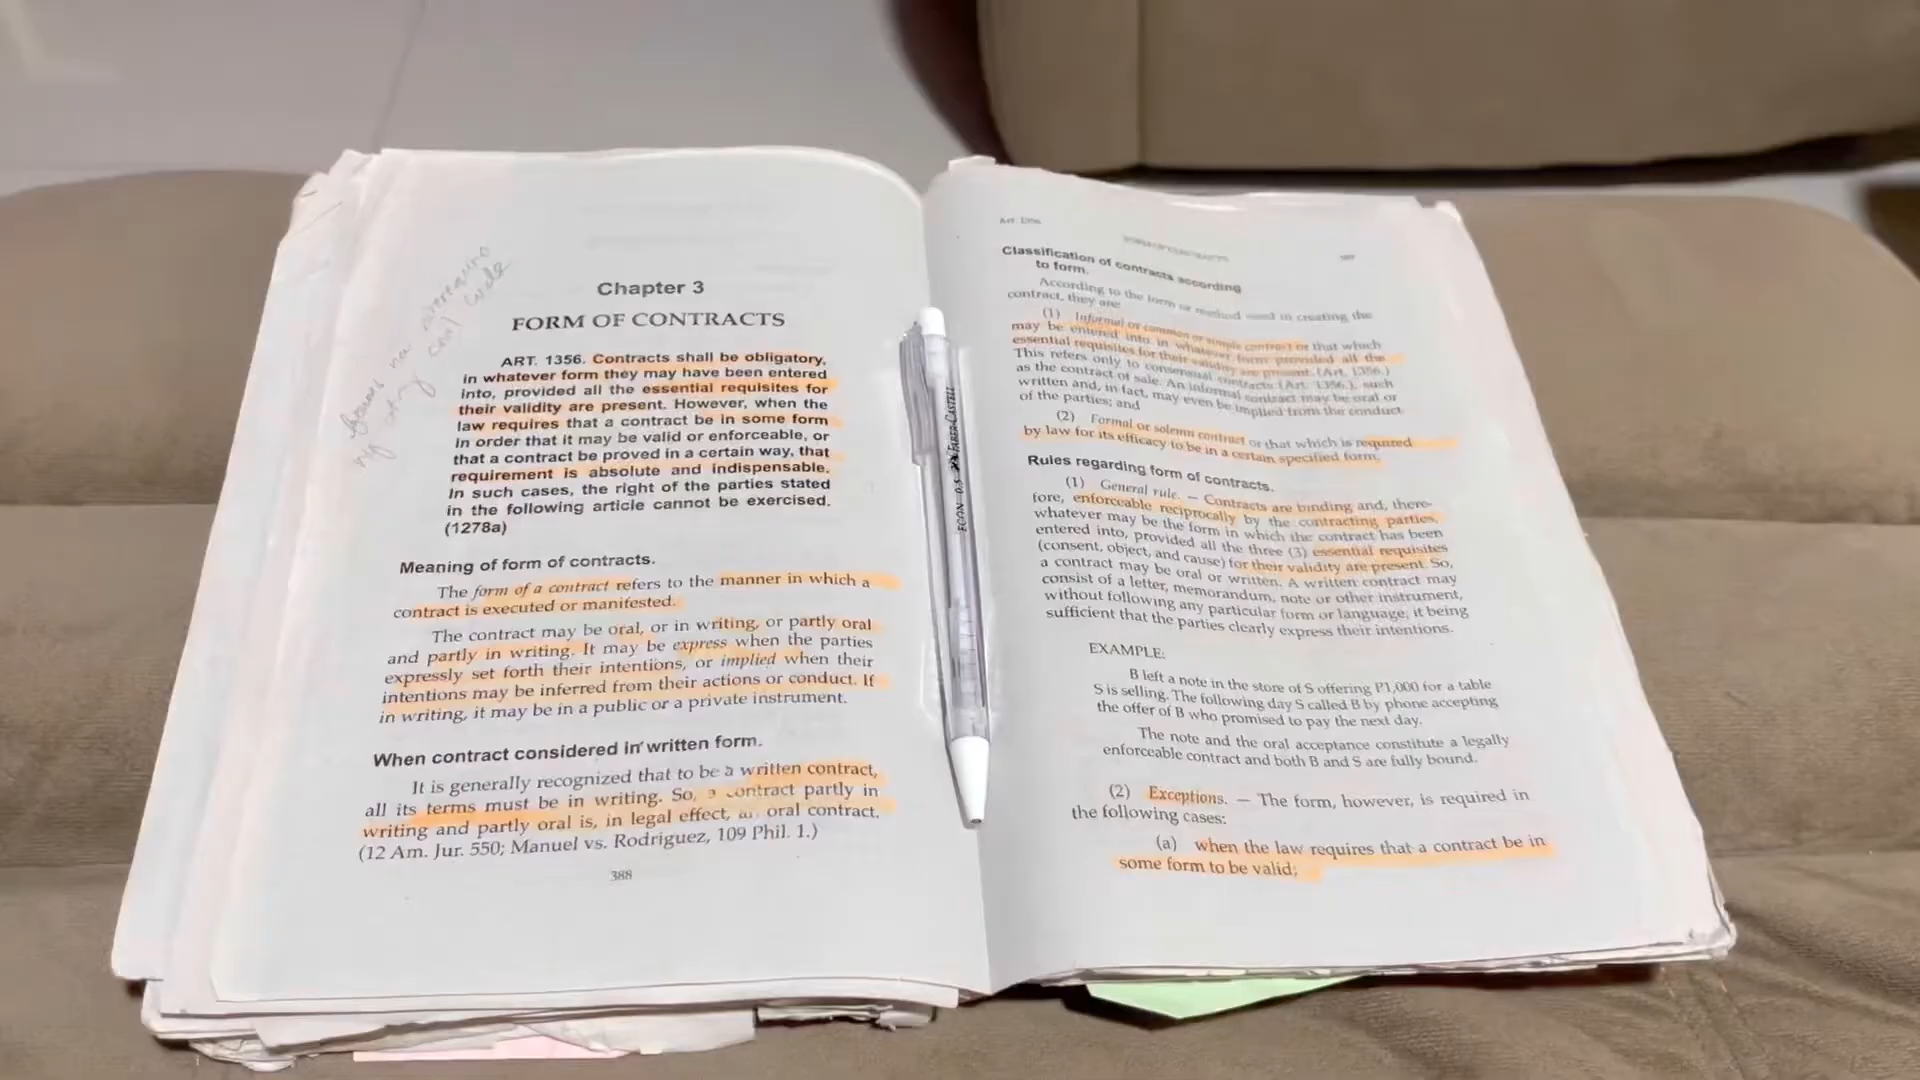 Chapter 3
FORM OF CONTRACTS
ART. 1356. Contracts shall be obligatory,
in whatever form they may have been entered
into, provided all the essential requisites for
their validity are present. However, when the
law requires that a contract be in some form
in order that it may be valid or enforceable, or
that a contract be proved in a certain way, that
requirement is absolute and indispensable.
In such cases, the right of the parties stated
in the following article cannot be exercised.
(1278a)
Meaning of form of contracts.
The form of a contract refers to the manner in which a
contract is executed or manifested.
The contract may be oral, or in writing, or partly oral
and partly in writing. It may be express when the parties
expressly set forth their intentions, or implied when their
intentions may be inferred from their actions or conduct. If
in writing, it may be in a public or a private instrument.
When contract considered in written form.
It is generally recognized that to be a written contract,
all its terms must be in writing. So, a contract partly in
writing and partly oral is, in legal effect, an oral contract.
(12 Am. Jur. 550; Manuel vs. Rodriguez, 109 Phil. 1.)
388
ECON 0.5 FABER-CASTELL
Art. 1356
FORM OF CONTRACTS
389
Classification of contracts according
to form.
According to the form or method used in creating the
contract, they are:
(1) Informal or common or simple contract or that which
may be entered into in whatever form provided all the
essential requisites for their validity are present. (Art. 1356.)
This refers only to consensual contracts (Art. 1356.), such
as the contract of sale. An informal contract may be oral or
written and, in fact, may even be implied from the conduct
of the parties; and
(2) Formal or solemn contract or that which is required
by law for its efficacy to be in a certain specified form.
Rules regarding form of contracts.
(1) General rule. — Contracts are binding and, there-
fore, enforceable reciprocally by the contracting parties,
whatever may be the form in which the contract has been
entered into, provided all the three (3) essential requisites
(consent, object, and cause) for their validity are present. So,
a contract may be oral or written. A written contract may
consist of a letter, memorandum, note or other instrument,
without following any particular form or language, it being
sufficient that the parties clearly express their intentions.
EXAMPLE:
B left a note in the store of S offering P1,000 for a table
S is selling. The following day S called B by phone accepting
the offer of B who promised to pay the next day.
The note and the oral acceptance constitute a legally
enforceable contract and both B and S are fully bound.
(2) Exceptions. — The form, however, is required in
the following cases:
(a) when the law requires that a contract be in
some form to be valid;